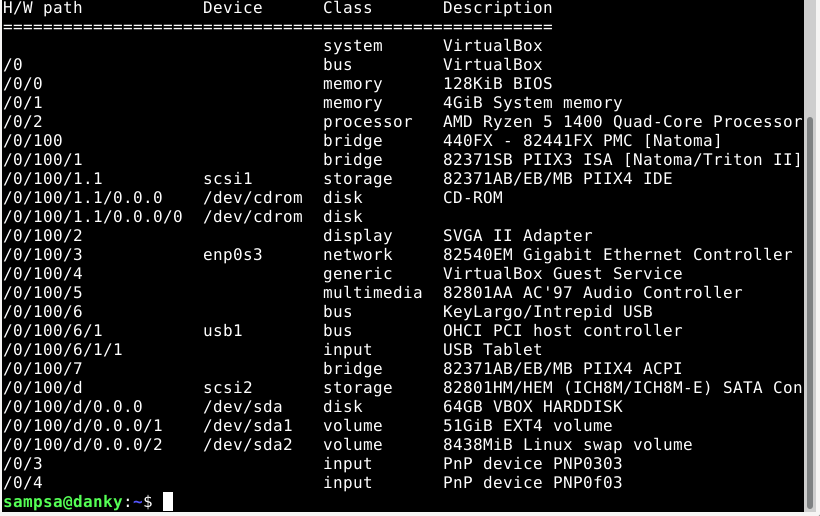 H/W path            Device      Class       Description
=======================================================
                                system      VirtualBox
/0                              bus         VirtualBox
/0/0                            memory      128KiB BIOS
/0/1                            memory      4GiB System memory
/0/2                            processor   AMD Ryzen 5 1400 Quad-Core Processor
/0/100                          bridge      440FX - 82441FX PMC [Natoma]
/0/100/1                        bridge      82371SB PIIX3 ISA [Natoma/Triton II]
/0/100/1.1          scsi1       storage     82371AB/EB/MB PIIX4 IDE
/0/100/1.1/0.0.0    /dev/cdrom  disk        CD-ROM
/0/100/1.1/0.0.0/0  /dev/cdrom  disk
/0/100/2                        display     SVGA II Adapter
/0/100/3            enp0s3      network     82540EM Gigabit Ethernet Controller
/0/100/4                        generic     VirtualBox Guest Service
/0/100/5                        multimedia  82801AA AC'97 Audio Controller
/0/100/6                        bus         KeyLargo/Intrepid USB
/0/100/6/1          usb1        bus         OHCI PCI host controller
/0/100/6/1/1                    input       USB Tablet
/0/100/7                        bridge      82371AB/EB/MB PIIX4 ACPI
/0/100/d            scsi2       storage     82801HM/HEM (ICH8M/ICH8M-E) SATA Con
/0/100/d/0.0.0      /dev/sda    disk        64GB VBOX HARDDISK
/0/100/d/0.0.0/1    /dev/sda1   volume      51GiB EXT4 volume
/0/100/d/0.0.0/2    /dev/sda2   volume      8438MiB Linux swap volume
/0/3                            input       PnP device PNP0303
/0/4                            input       PnP device PNP0f03
sampsa@danky:~$